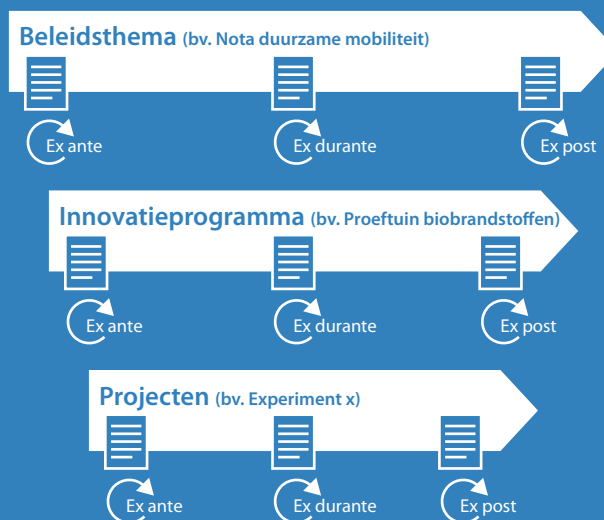 Beleidsthema (bv. Nota duurzame mobiliteit)
Ex ante
Ex durante
Ex post
Innovatieprogramma (bv. Proeftuin biobrandstoffen)
Ex ante
Ex durante
Ex post
Projecten (bv. Experiment x)
Ex ante
Ex durante
Ex post